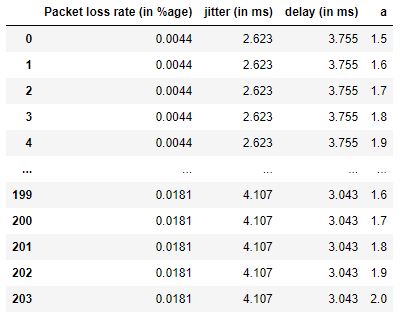 Packet loss rate (in %age) jitter (in ms) delay (in ms) a
0 0.0044 2.623 3.755 1.5
1 0.0044 2.623 3.755 1.6
2 0.0044 2.623 3.755 1.7
3 0.0044 2.623 3.755 1.8
4 0.0044 2.623 3.755 1.9
... ... ... ... ...
199 0.0181 4.107 3.043 1.6
200 0.0181 4.107 3.043 1.7
201 0.0181 4.107 3.043 1.8
202 0.0181 4.107 3.043 1.9
203 0.0181 4.107 3.043 2.0